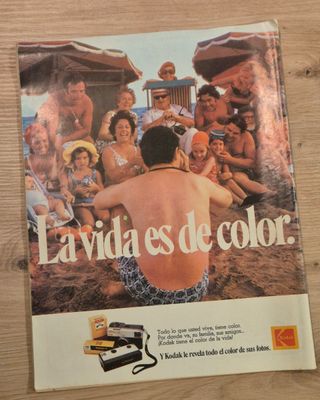 La vida es de color.
Todo lo que usted vive, tiene color.
Por donde va, su familia, sus amigos...
¡Kodak tiene el color de la vida!
Y Kodak le revela todo el color de sus fotos.
Kodak